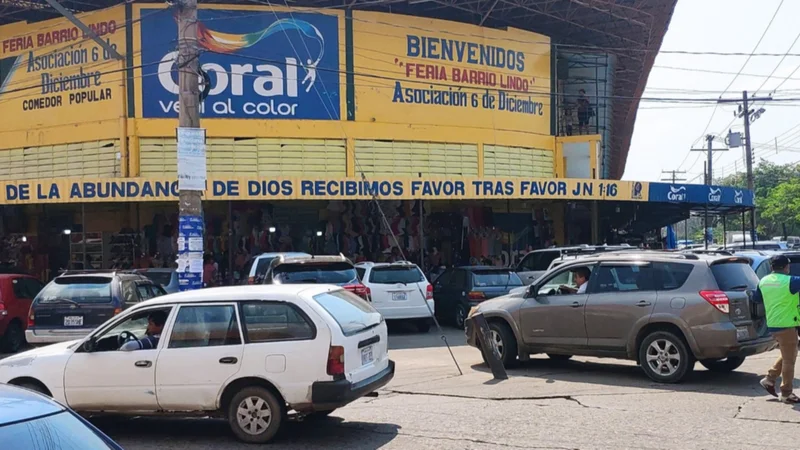 FERIA BARRIO LINDO
Asociación 6 de
Diciembre
COMEDOR POPULAR
Coral
ven al color
BIENVENIDOS
"FERIA BARRIO LINDO"
Asociación 6 de Diciembre
DE LA ABUNDANCIA DE DIOS RECIBIMOS FAVOR TRAS FAVOR JN 1:16
Coral
Coral
Coral